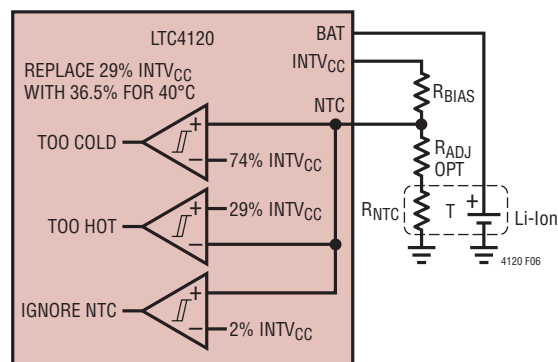 LTC4120
BAT
INTVCC
REPLACE 29% INTVCC
WITH 36.5% FOR 40°C
NTC
RBIAS
TOO COLD
+
–
74% INTVCC
RADJ
OPT
TOO HOT
+
–
29% INTVCC
RNTC
T
+
Li-Ion
IGNORE NTC
+
–
2% INTVCC
4120 F06